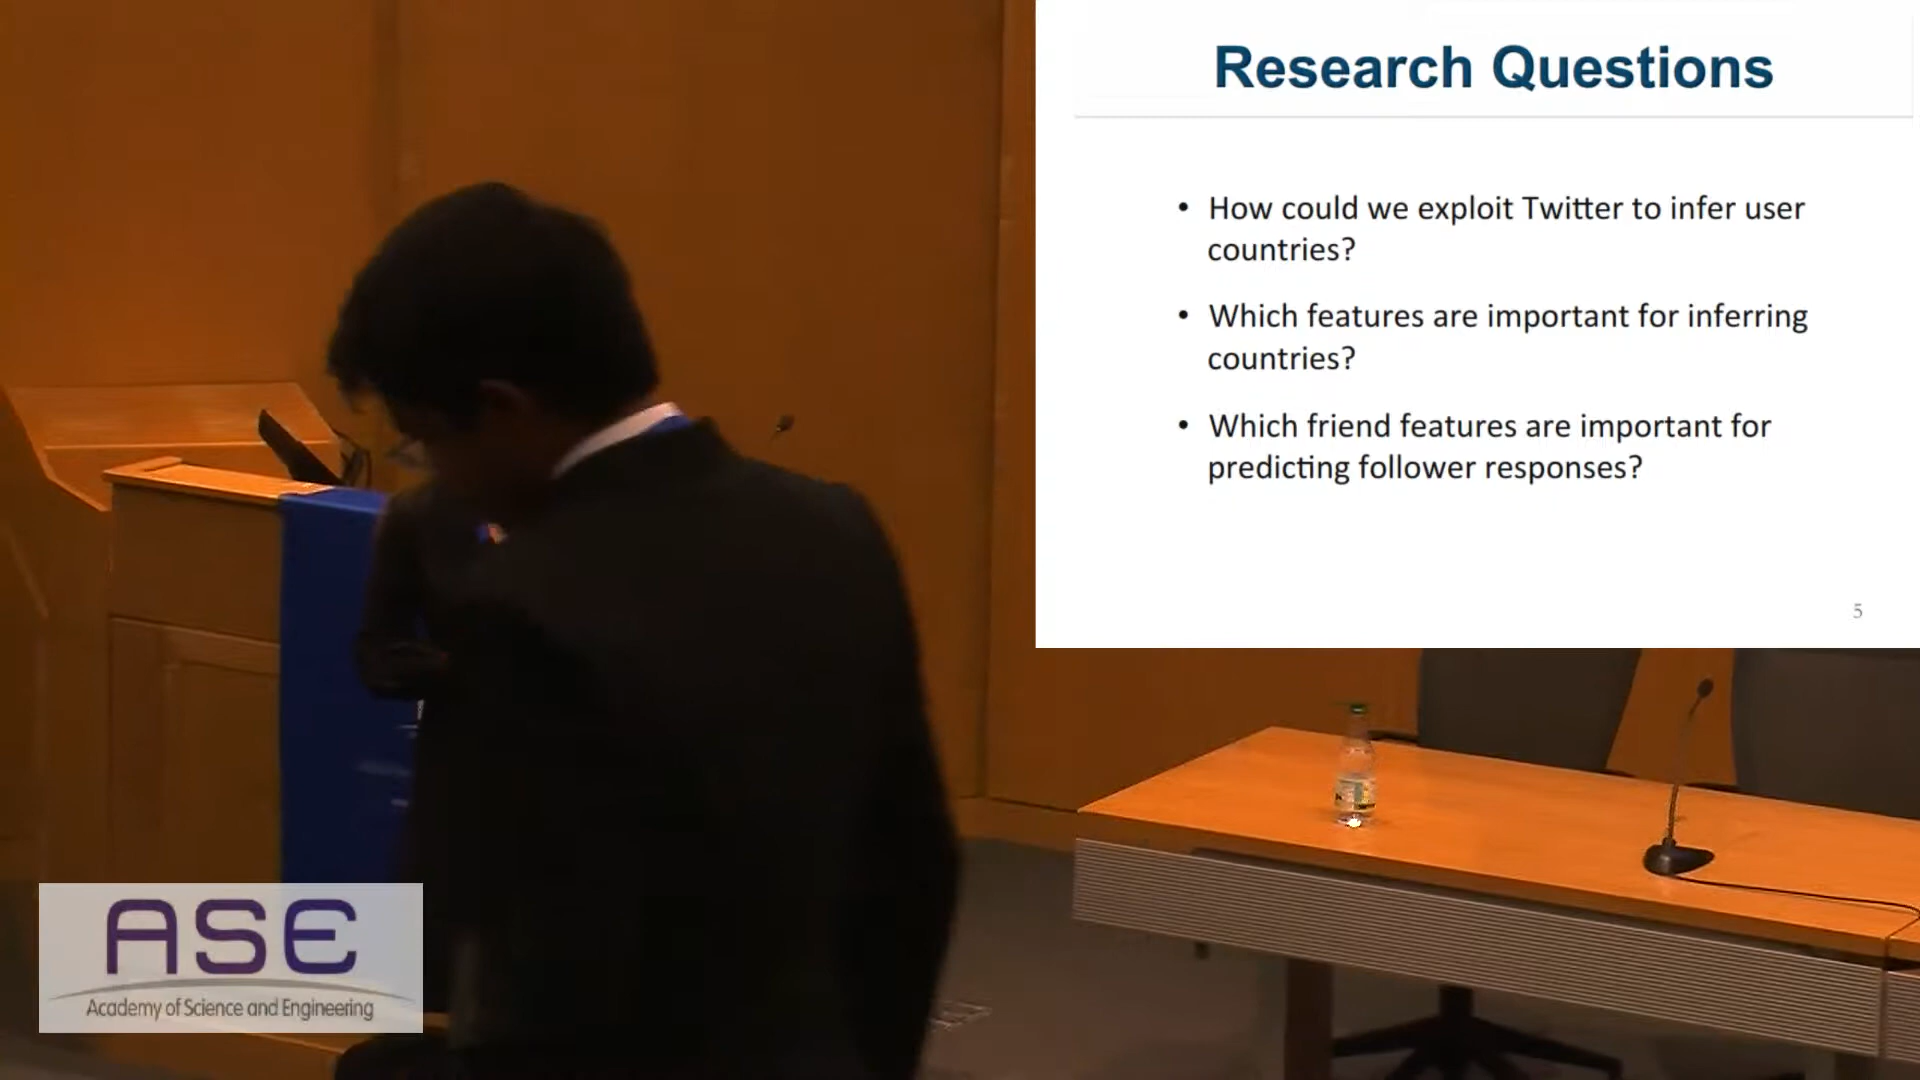 Research Questions
• How could we exploit Twitter to infer user
countries?
• Which features are important for inferring
countries?
• Which friend features are important for
predicting follower responses?
5
ASE
Academy of Science and Engineering